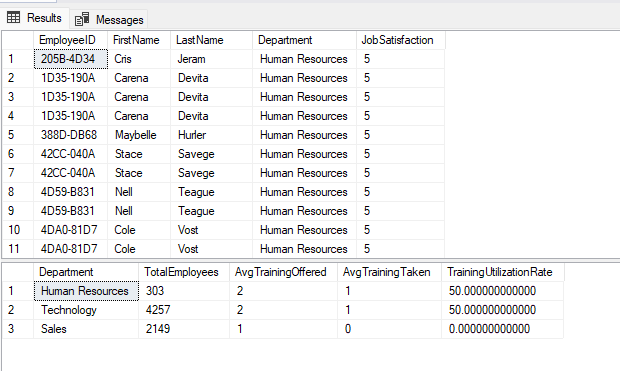 Results Messages
EmployeeID FirstName LastName Department JobSatisfaction
1 205B-4D34 Cris Jeram Human Resources 5
2 1D35-190A Carena Devita Human Resources 5
3 1D35-190A Carena Devita Human Resources 5
4 1D35-190A Carena Devita Human Resources 5
5 388D-DB68 Maybelle Hurler Human Resources 5
6 42CC-040A Stace Savege Human Resources 5
7 42CC-040A Stace Savege Human Resources 5
8 4D59-B831 Nell Teague Human Resources 5
9 4D59-B831 Nell Teague Human Resources 5
10 4DA0-81D7 Cole Vost Human Resources 5
11 4DA0-81D7 Cole Vost Human Resources 5
Department TotalEmployees AvgTrainingOffered AvgTrainingTaken TrainingUtilizationRate
1 Human Resources 303 2 1 50.000000000000
2 Technology 4257 2 1 50.000000000000
3 Sales 2149 1 0 0.000000000000